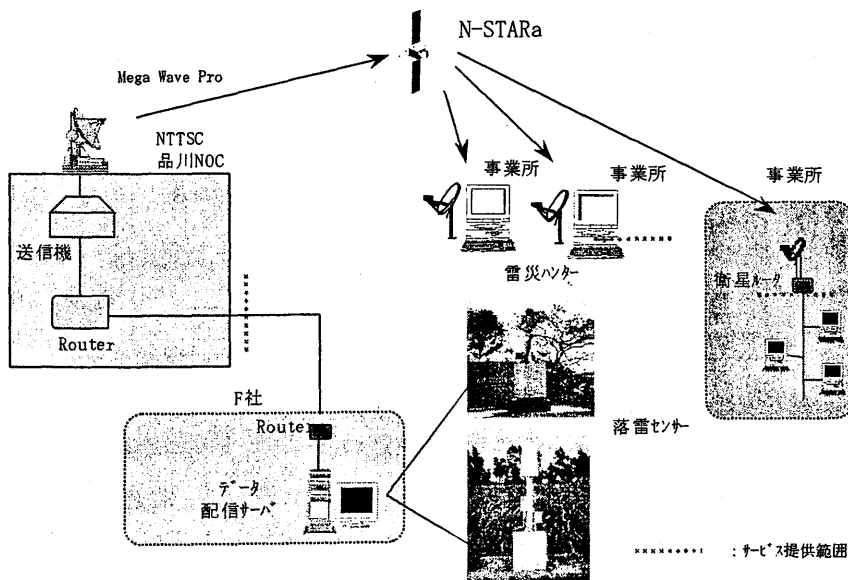 N-STARa
Mega Wave Pro
NTTSC
品川NOC
事業所
事業所
事業所
送信機
雷災ハンター
衛星ルータ
Router
F社
Router
落雷センサー
データ
配信サーバ
：サービス提供範囲